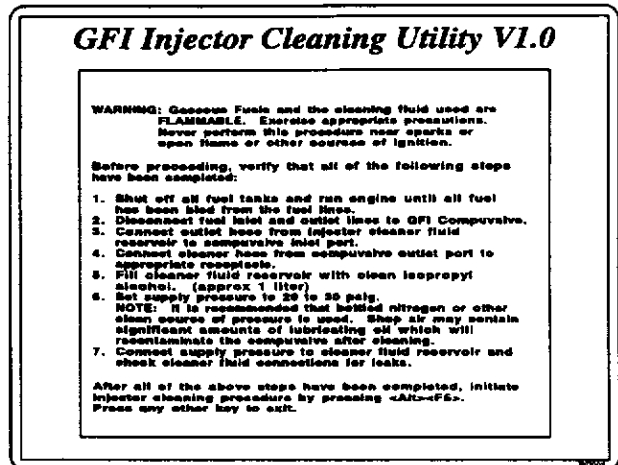 GFI Injector Cleaning Utility V1.0
WARNING: Gaseous Fuels and the cleaning fluid used are
FLAMMABLE. Exercise appropriate precautions.
Never perform this procedure near sparks or
open flame or other sources of ignition.
Before proceeding, verify that all of the following steps
have been completed:
1. Shut off all fuel tanks and run engine until all fuel
has been bled from the fuel lines.
2. Disconnect fuel inlet and outlet lines to GFI Compuvalve.
3. Connect outlet hose from injector cleaner fluid
reservoir to compuvalve inlet port.
4. Connect cleaner hose from compuvalve outlet port to
appropriate receptacle.
5. Fill cleaner fluid reservoir with clean isopropyl
alcohol. (approx 1 liter)
6. Set supply pressure to 20 to 30 psig.
NOTE: It is recommended that bottled nitrogen or other
clean source of pressure is used. Shop air may contain
significant amounts of lubricating oil which will
recontaminate the compuvalve after cleaning.
7. Connect supply pressure to cleaner fluid reservoir and
check cleaner fluid connections for leaks.
After all of the above steps have been completed, initiate
injector cleaning procedure by pressing <Alt><F5>.
Press any other key to exit.